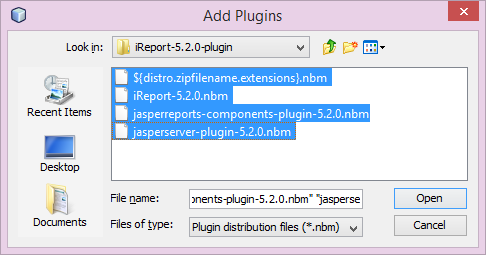 Add Plugins
Look in: iReport-5.2.0-plugin
${distro.zipfilename.extensions}.nbm
iReport-5.2.0.nbm
jasperreports-components-plugin-5.2.0.nbm
jasperserver-plugin-5.2.0.nbm
Recent Items
Desktop
Documents
File name: onents-plugin-5.2.0.nbm" "jasperse
Open
Files of type: Plugin distribution files (*.nbm)
Cancel